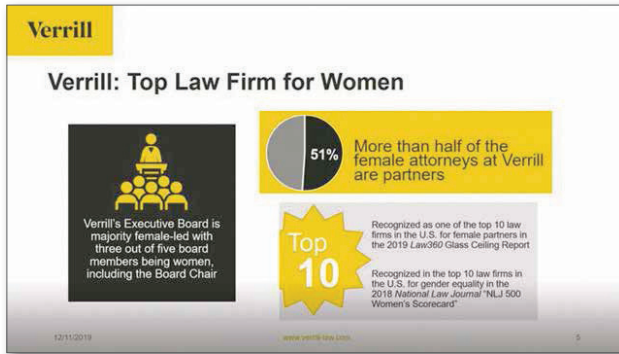 Verrill
Verrill: Top Law Firm for Women
Verrill's Executive Board is
majority female-led with
three out of five board
members being women,
including the Board Chair
51%
More than half of the
female attorneys at Verrill
are partners
Top
10
Recognized as one of the top 10 law
firms in the U.S. for female partners in
the 2019 Law360 Glass Ceiling Report
Recognized in the top 10 law firms in
the U.S. for gender equality in the
2018 National Law Journal "NLJ 500
Women's Scorecard"
12/11/2019
www.verrill-law.com
5